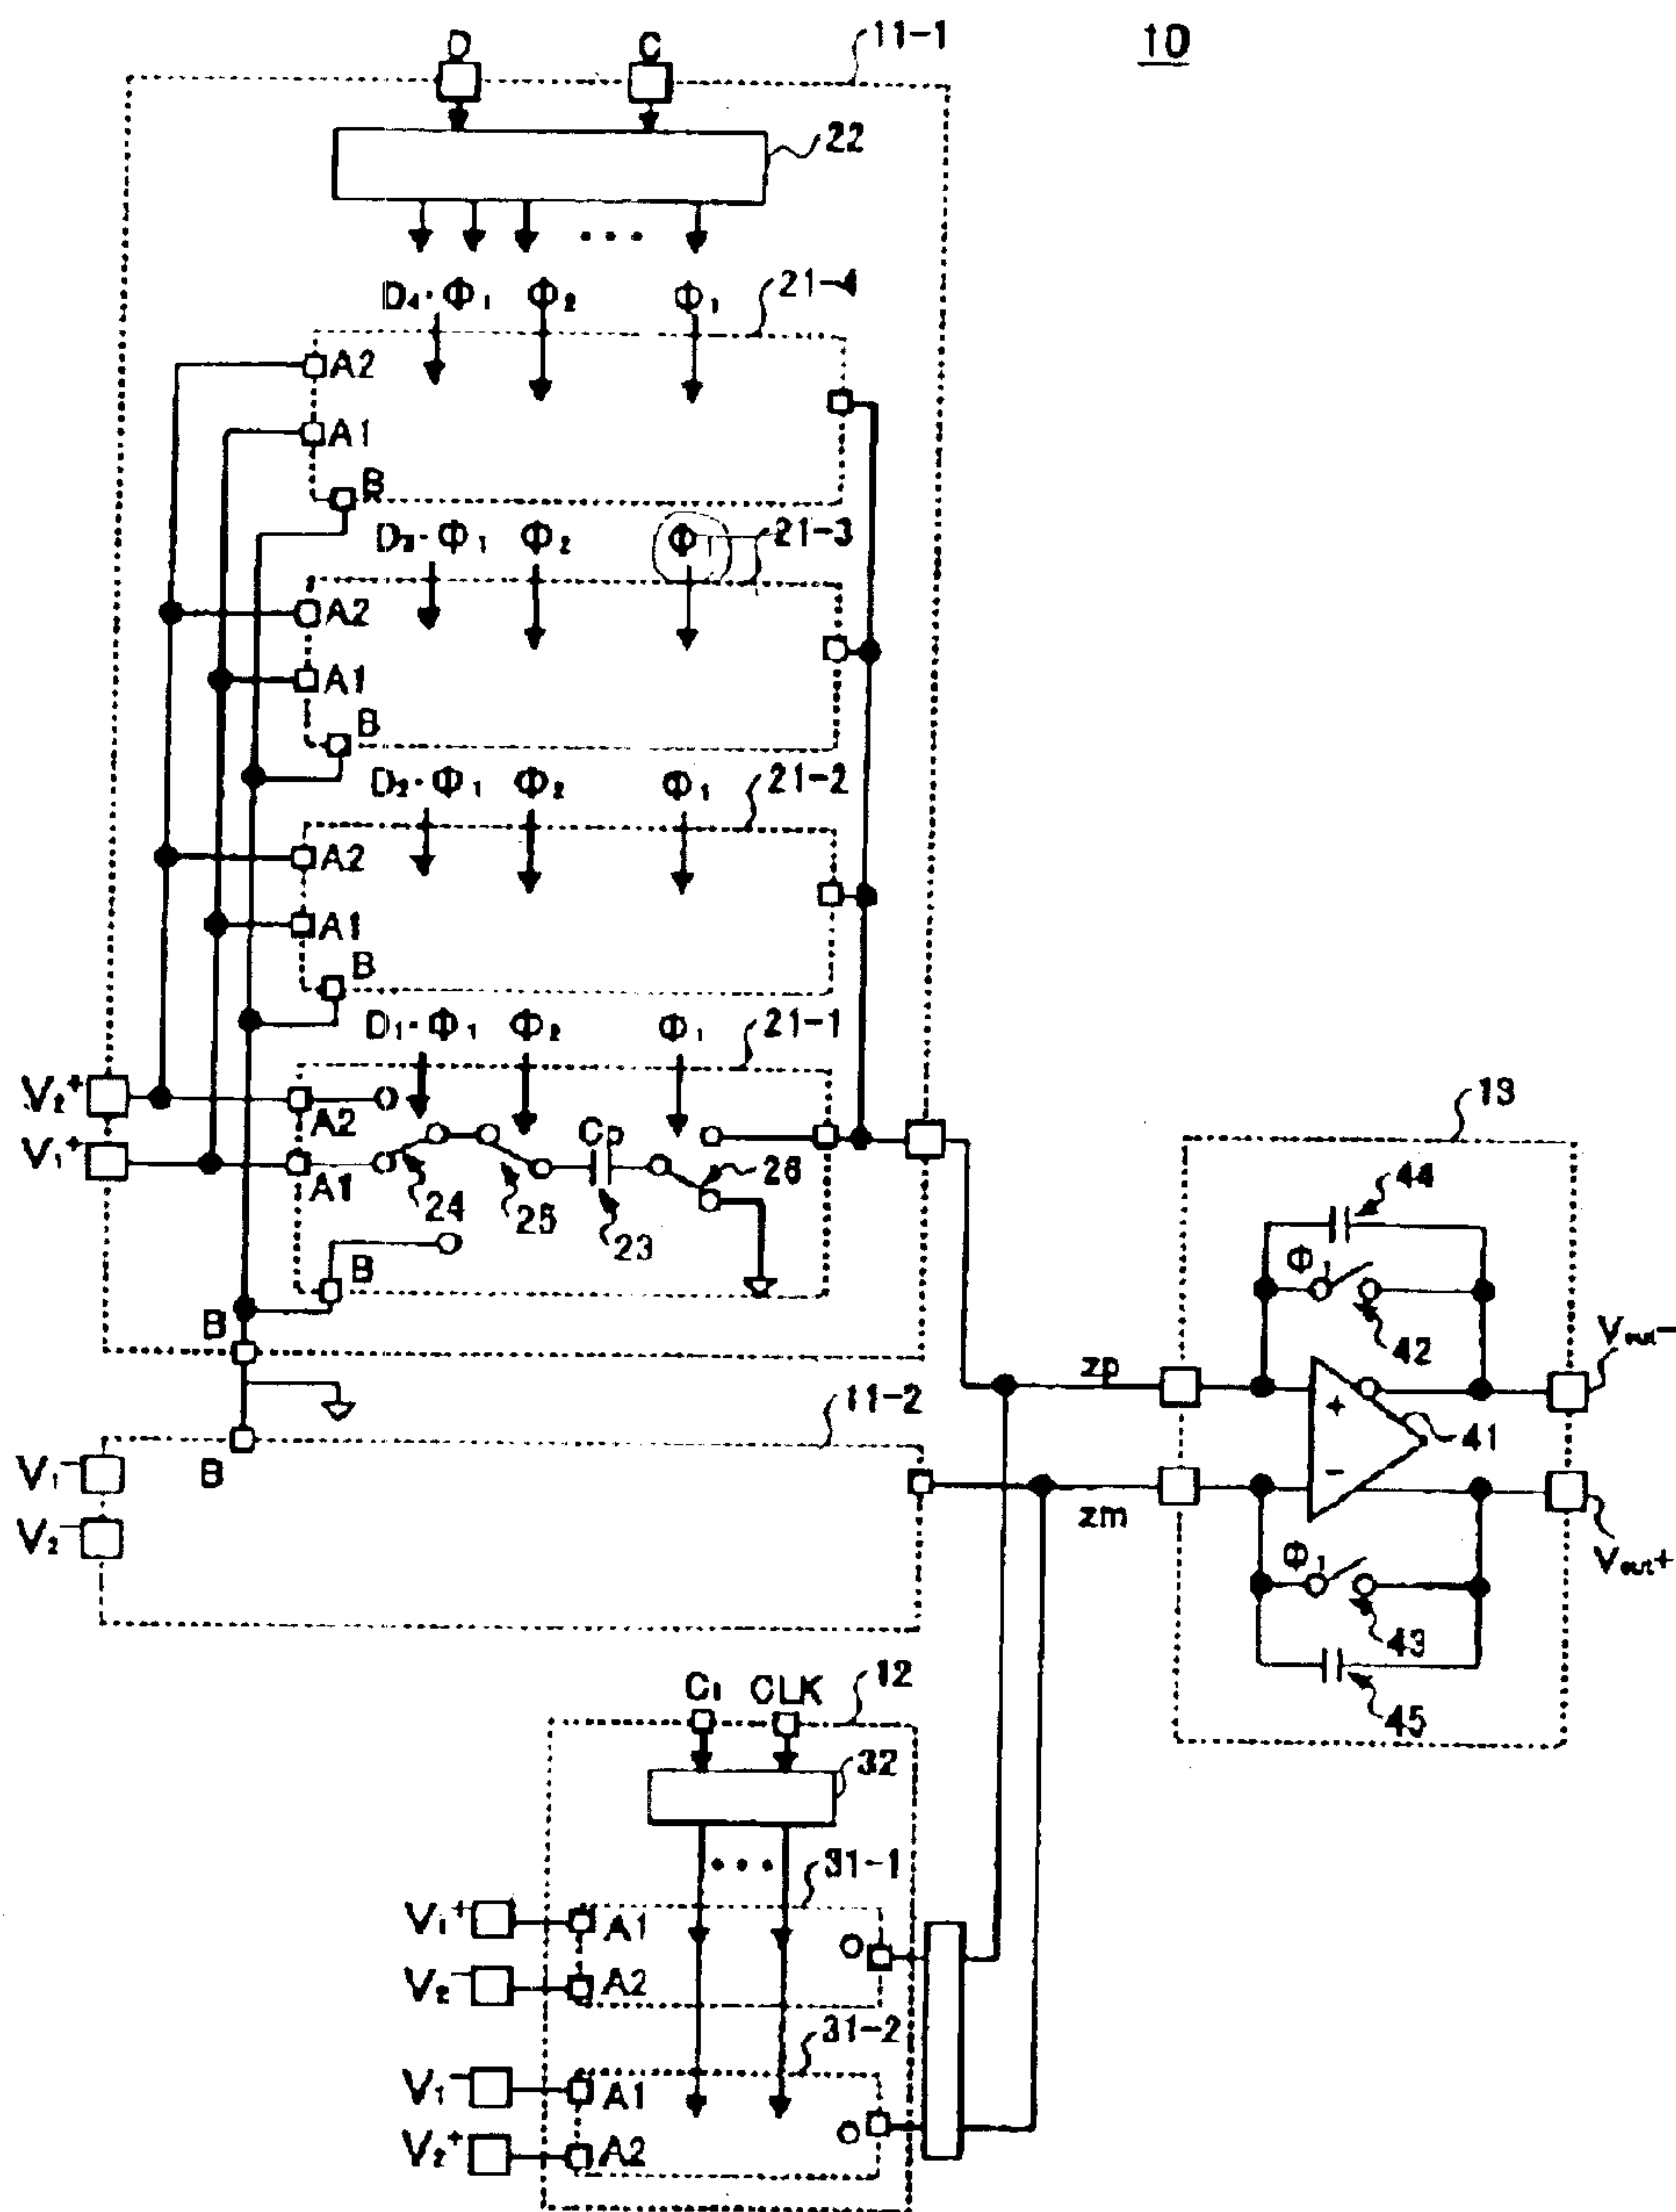 10
11-1
D C
22
D₄·Φ₁ Φ₂ Φ₁ 21-4
A2
A1
B
D₃·Φ₁ Φ₂ Φ₁ 21-3
A2
A1
B
D₂·Φ₁ Φ₂ Φ₁ 21-2
A2
A1
B
D₁·Φ₁ Φ₂ Φ₁ 21-1
V₂⁺ A2
V₁⁺ A1
24 25 Cp 23 26
B
B
11-2
V₁⁻ B
V₂⁻
zp
zm
13
44
Φ₁
42
Vout−
+
−
41
Vout+
Φ₁
43
45
C₁ CLK 12
32
31-1
V₁⁺ A1
V₂⁻ A2
31-2
V₁⁻ A1
V₂⁺ A2